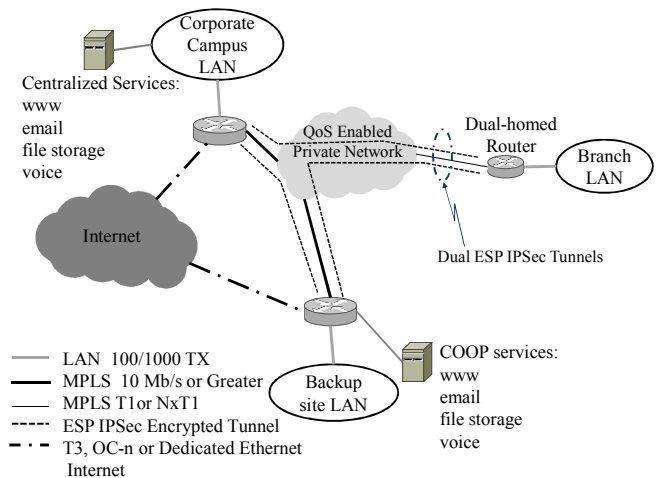 Corporate
Campus
LAN
Centralized Services:
www
email
file storage
voice
QoS Enabled
Private Network
Dual-homed
Router
Branch
LAN
Internet
Dual ESP IPSec Tunnels
LAN 100/1000 TX
MPLS 10 Mb/s or Greater
MPLS T1or NxT1
ESP IPSec Encrypted Tunnel
T3, OC-n or Dedicated Ethernet
Internet
Backup
site LAN
COOP services:
www
email
file storage
voice